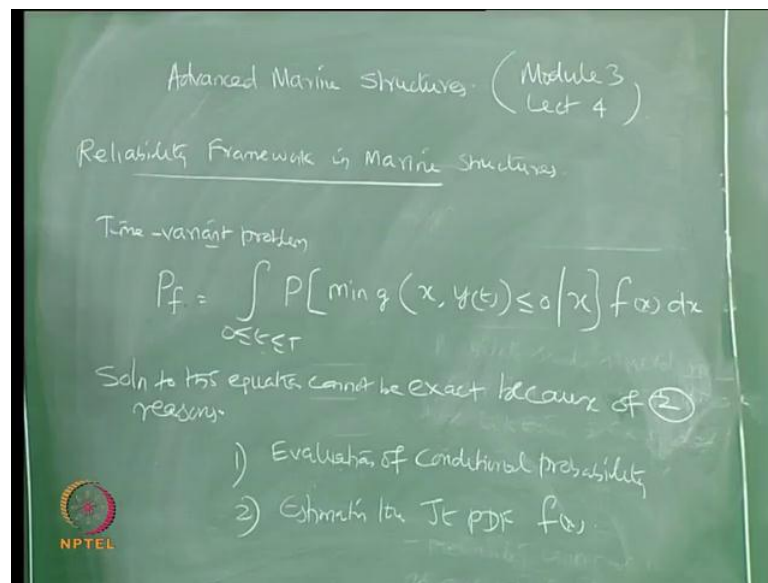 Advanced Marine Structures. (Module 3
Lect 4)
Reliability Framework in Marine structures.
Time-variant problem
Pf = ∫ P[min g (x, y(t) ≤ 0/x} f(x) dx
0≤t≤T
Soln to this equation cannot be exact because of 2
reasons.
1) Evaluation of Conditional probability
2) Estimatin the Jt PDF f(x).
NPTEL